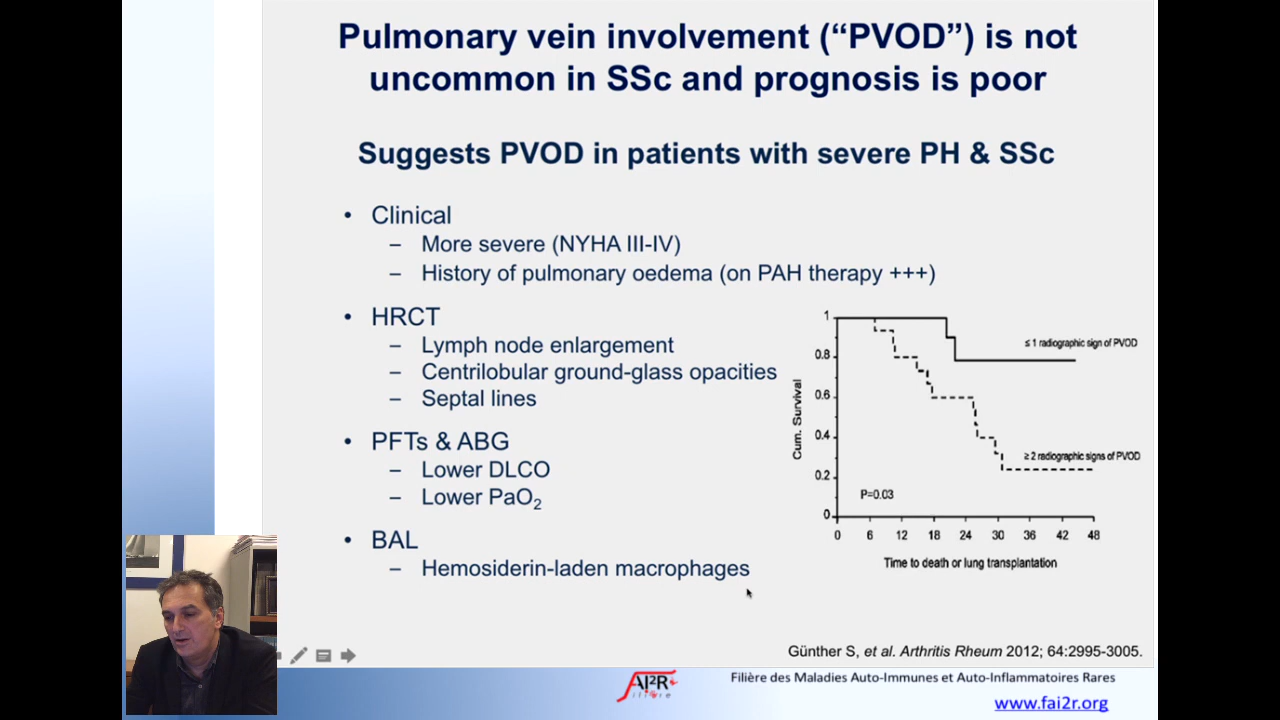 Pulmonary vein involvement (“PVOD”) is not
uncommon in SSc and prognosis is poor
Suggests PVOD in patients with severe PH & SSc
• Clinical
– More severe (NYHA III-IV)
– History of pulmonary oedema (on PAH therapy +++)
• HRCT
– Lymph node enlargement
– Centrilobular ground-glass opacities
– Septal lines
• PFTs & ABG
– Lower DLCO
– Lower PaO2
• BAL
– Hemosiderin-laden macrophages
Cum. Survival
1
0.8
0.6
0.4
0.2
0
≤ 1 radiographic sign of PVOD
≥ 2 radiographic signs of PVOD
P=0.03
0 6 12 18 24 30 36 42 48
Time to death or lung transplantation
Günther S, et al. Arthritis Rheum 2012; 64:2995-3005.
FAI2R
filière
Filière des Maladies Auto-Immunes et Auto-Inflammatoires Rares
www.fai2r.org